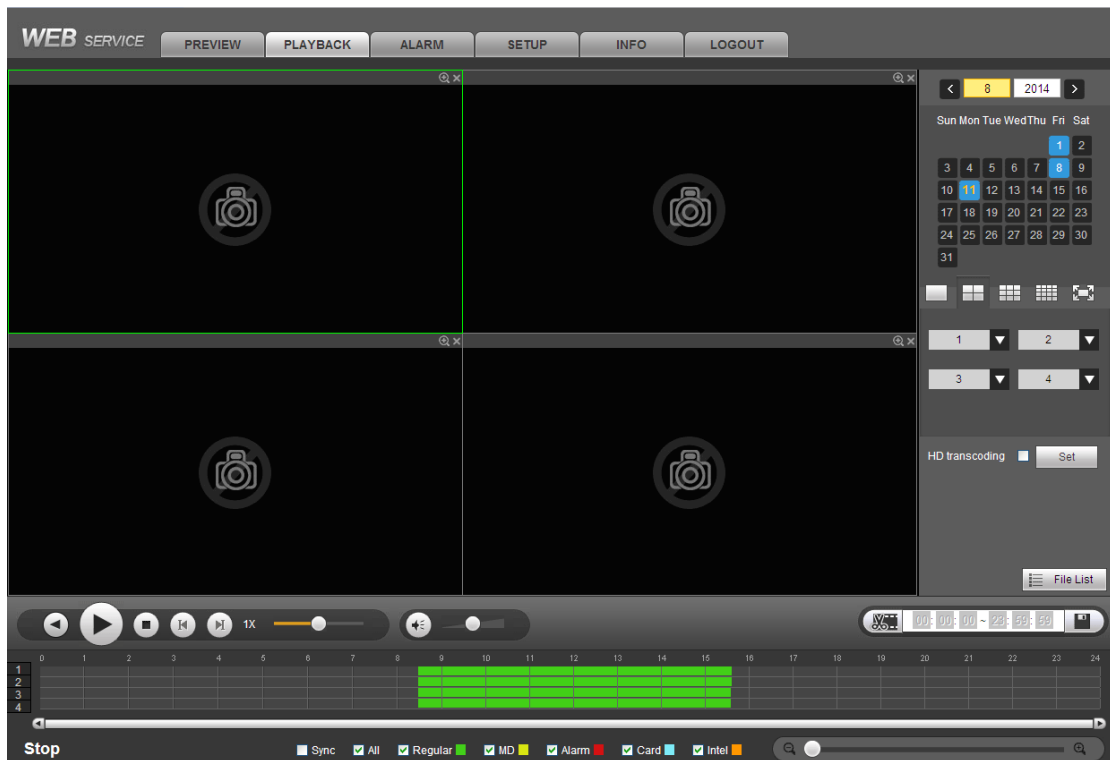 WEB SERVICE PREVIEW PLAYBACK ALARM SETUP INFO LOGOUT
8 2014
Sun Mon Tue Wed Thu Fri Sat
1 2
3 4 5 6 7 8 9
10 11 12 13 14 15 16
17 18 19 20 21 22 23
24 25 26 27 28 29 30
31
1 2
3 4
HD transcoding Set
File List
1X 00: 00: 00 ~ 23: 59: 59
0 1 2 3 4 5 6 7 8 9 10 11 12 13 14 15 16 17 18 19 20 21 22 23 24
1
2
3
4
Stop Sync All Regular MD Alarm Card Intel